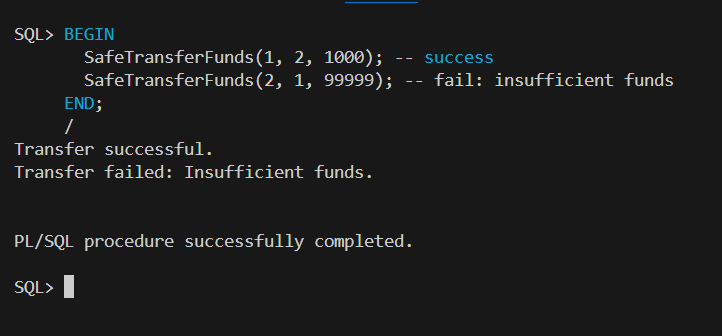 SQL> BEGIN
SafeTransferFunds(1, 2, 1000); -- success
SafeTransferFunds(2, 1, 99999); -- fail: insufficient funds
END;
/
Transfer successful.
Transfer failed: Insufficient funds.
PL/SQL procedure successfully completed.
SQL>